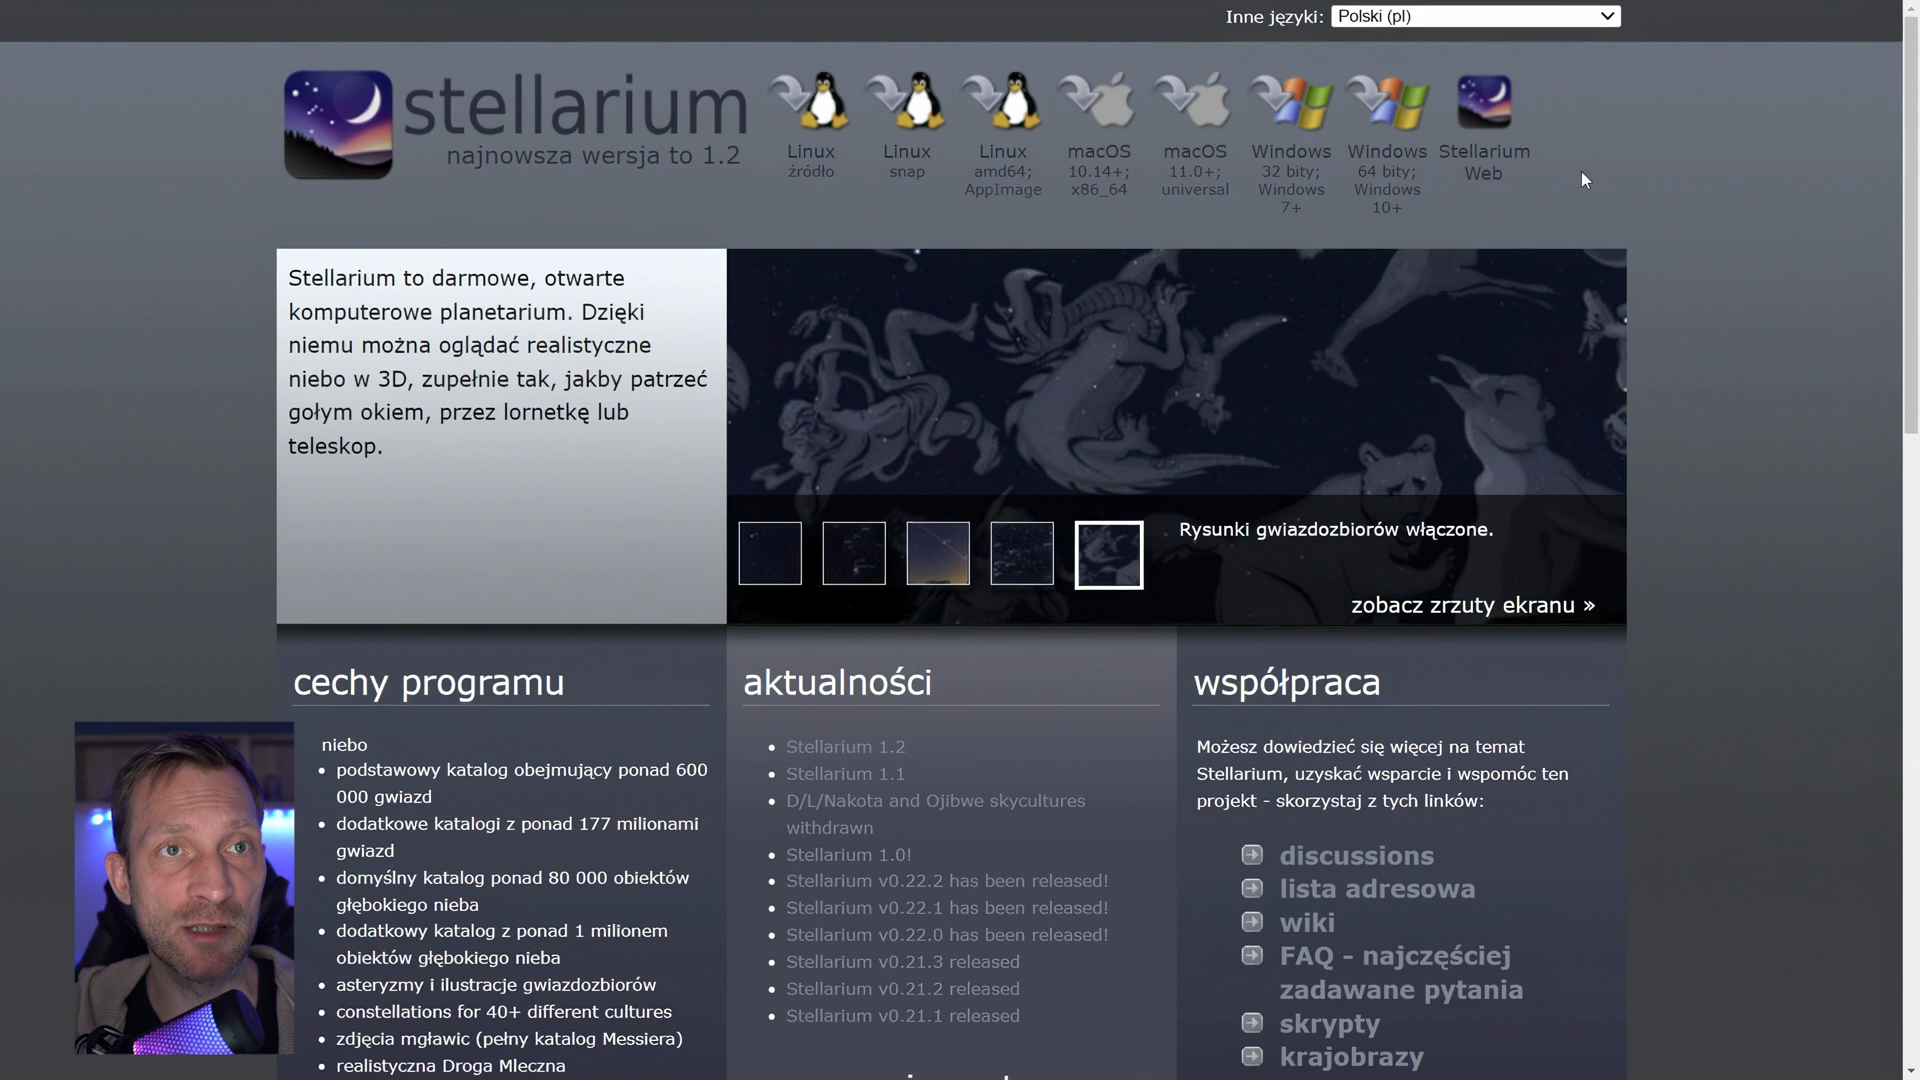 Inne języki: Polski (pl)
stellarium
najnowsza wersja to 1.2
Linux
źródło
Linux
snap
Linux
amd64;
AppImage
macOS
10.14+;
x86_64
macOS
11.0+;
universal
Windows
32 bity;
Windows
7+
Windows
64 bity;
Windows
10+
Stellarium
Web
Stellarium to darmowe, otwarte
komputerowe planetarium. Dzięki
niemu można oglądać realistyczne
niebo w 3D, zupełnie tak, jakby patrzeć
gołym okiem, przez lornetkę lub
teleskop.
Rysunki gwiazdozbiorów włączone.
zobacz zrzuty ekranu »
cechy programu
niebo
podstawowy katalog obejmujący ponad 600
000 gwiazd
dodatkowe katalogi z ponad 177 milionami
gwiazd
domyślny katalog ponad 80 000 obiektów
głębokiego nieba
dodatkowy katalog z ponad 1 milionem
obiektów głębokiego nieba
asteryzmy i ilustracje gwiazdozbiorów
constellations for 40+ different cultures
zdjęcia mgławic (pełny katalog Messiera)
realistyczna Droga Mleczna
aktualności
Stellarium 1.2
Stellarium 1.1
D/L/Nakota and Ojibwe skycultures
withdrawn
Stellarium 1.0!
Stellarium v0.22.2 has been released!
Stellarium v0.22.1 has been released!
Stellarium v0.22.0 has been released!
Stellarium v0.21.3 released
Stellarium v0.21.2 released
Stellarium v0.21.1 released
współpraca
Możesz dowiedzieć się więcej na temat
Stellarium, uzyskać wsparcie i wspomóc ten
projekt - skorzystaj z tych linków:
discussions
lista adresowa
wiki
FAQ - najczęściej
zadawane pytania
skrypty
krajobrazy